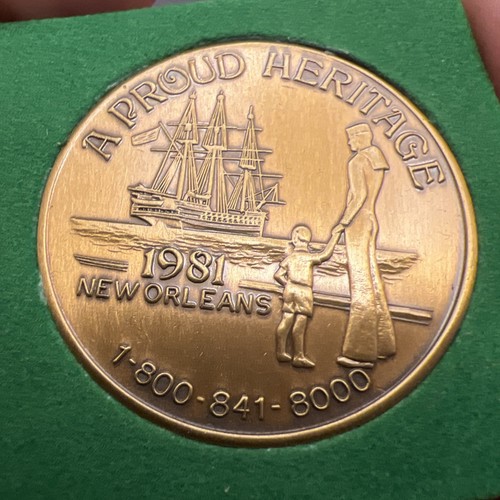 A PROUD HERITAGE
1981
NEW ORLEANS
1-800-841-8000